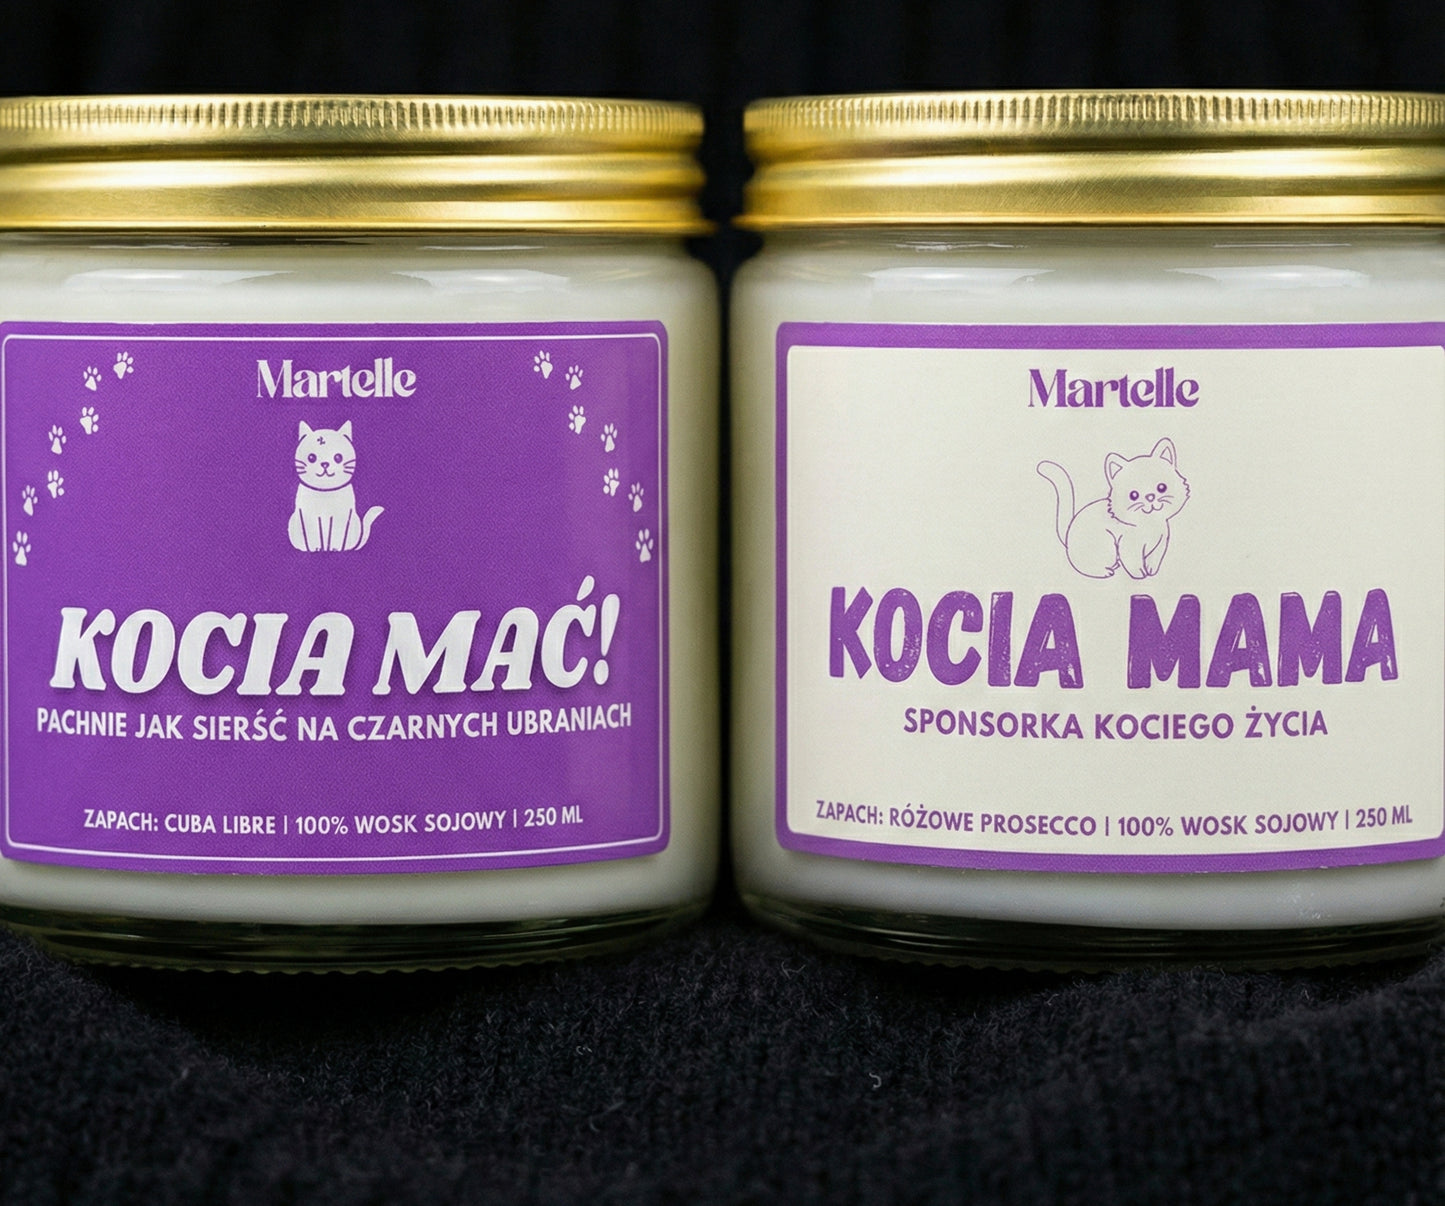 Martelle
KOCIA MAĆ!
PACHNIE JAK SIERŚĆ NA CZARNYCH UBRANIACH
ZAPACH: CUBA LIBRE | 100% WOSK SOJOWY | 250 ML
Martelle
KOCIA MAMA
SPONSORKA KOCIEGO ŻYCIA
ZAPACH: RÓŻOWE PROSECCO | 100% WOSK SOJOWY | 250 ML